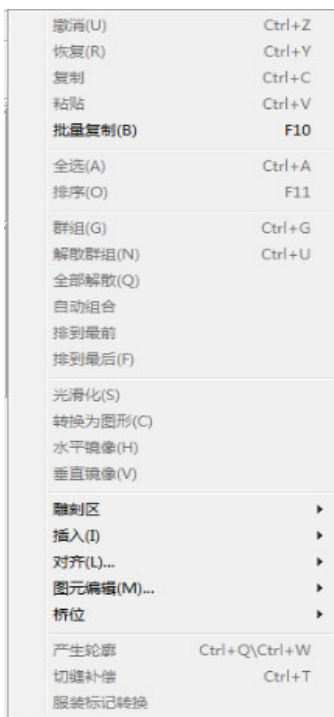 撤消(U) Ctrl+Z
恢复(R) Ctrl+Y
复制 Ctrl+C
粘贴 Ctrl+V
批量复制(B) F10
全选(A) Ctrl+A
排序(O) F11
群组(G) Ctrl+G
解散群组(N) Ctrl+U
全部解散(Q)
自动组合
排到最前
排到最后(F)
光滑化(S)
转换为图形(C)
水平镜像(H)
垂直镜像(V)
雕刻区
插入(I)
对齐(L)...
图元编辑(M)...
桥位
产生轮廓 Ctrl+Q\Ctrl+W
切缝补偿 Ctrl+T
服装标记转换